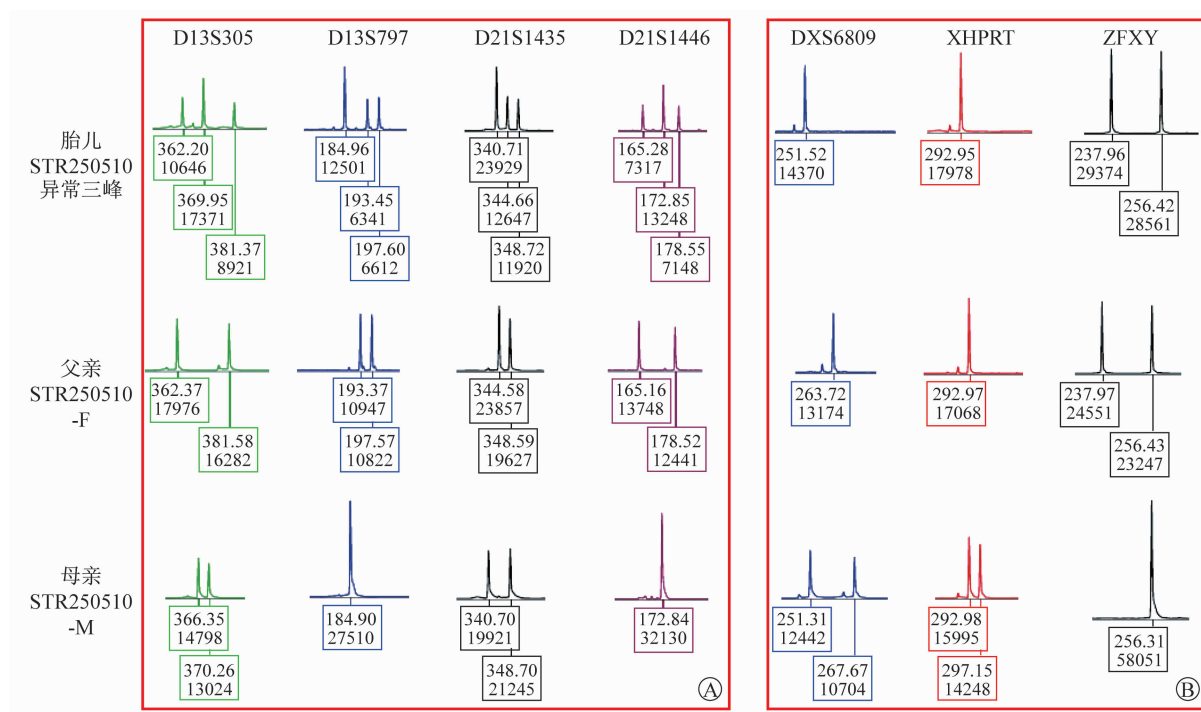 D13S305 D13S797 D21S1435 D21S1446 DXS6809 XHPRT ZFXY
胎儿
STR250510
异常三峰
362.20 184.96 340.71 165.28 251.52 292.95 237.96
10646 12501 23929 7317 14370 17978 29374
369.95 193.45 344.66 172.85 256.42
17371 6341 12647 13248 28561
381.37 197.60 348.72 178.55
8921 6612 11920 7148
父亲
STR250510
-F
362.37 193.37 344.58 165.16 263.72 292.97 237.97
17976 10947 23857 13748 13174 17068 24551
381.58 197.57 348.59 178.52 256.43
16282 10822 19627 12441 23247
母亲
STR250510
-M
366.35 184.90 340.70 172.84 251.31 292.98 256.31
14798 27510 19921 32130 12442 15995 58051
370.26 348.70 267.67 297.15
13024 21245 10704 14248
Ⓐ Ⓑ